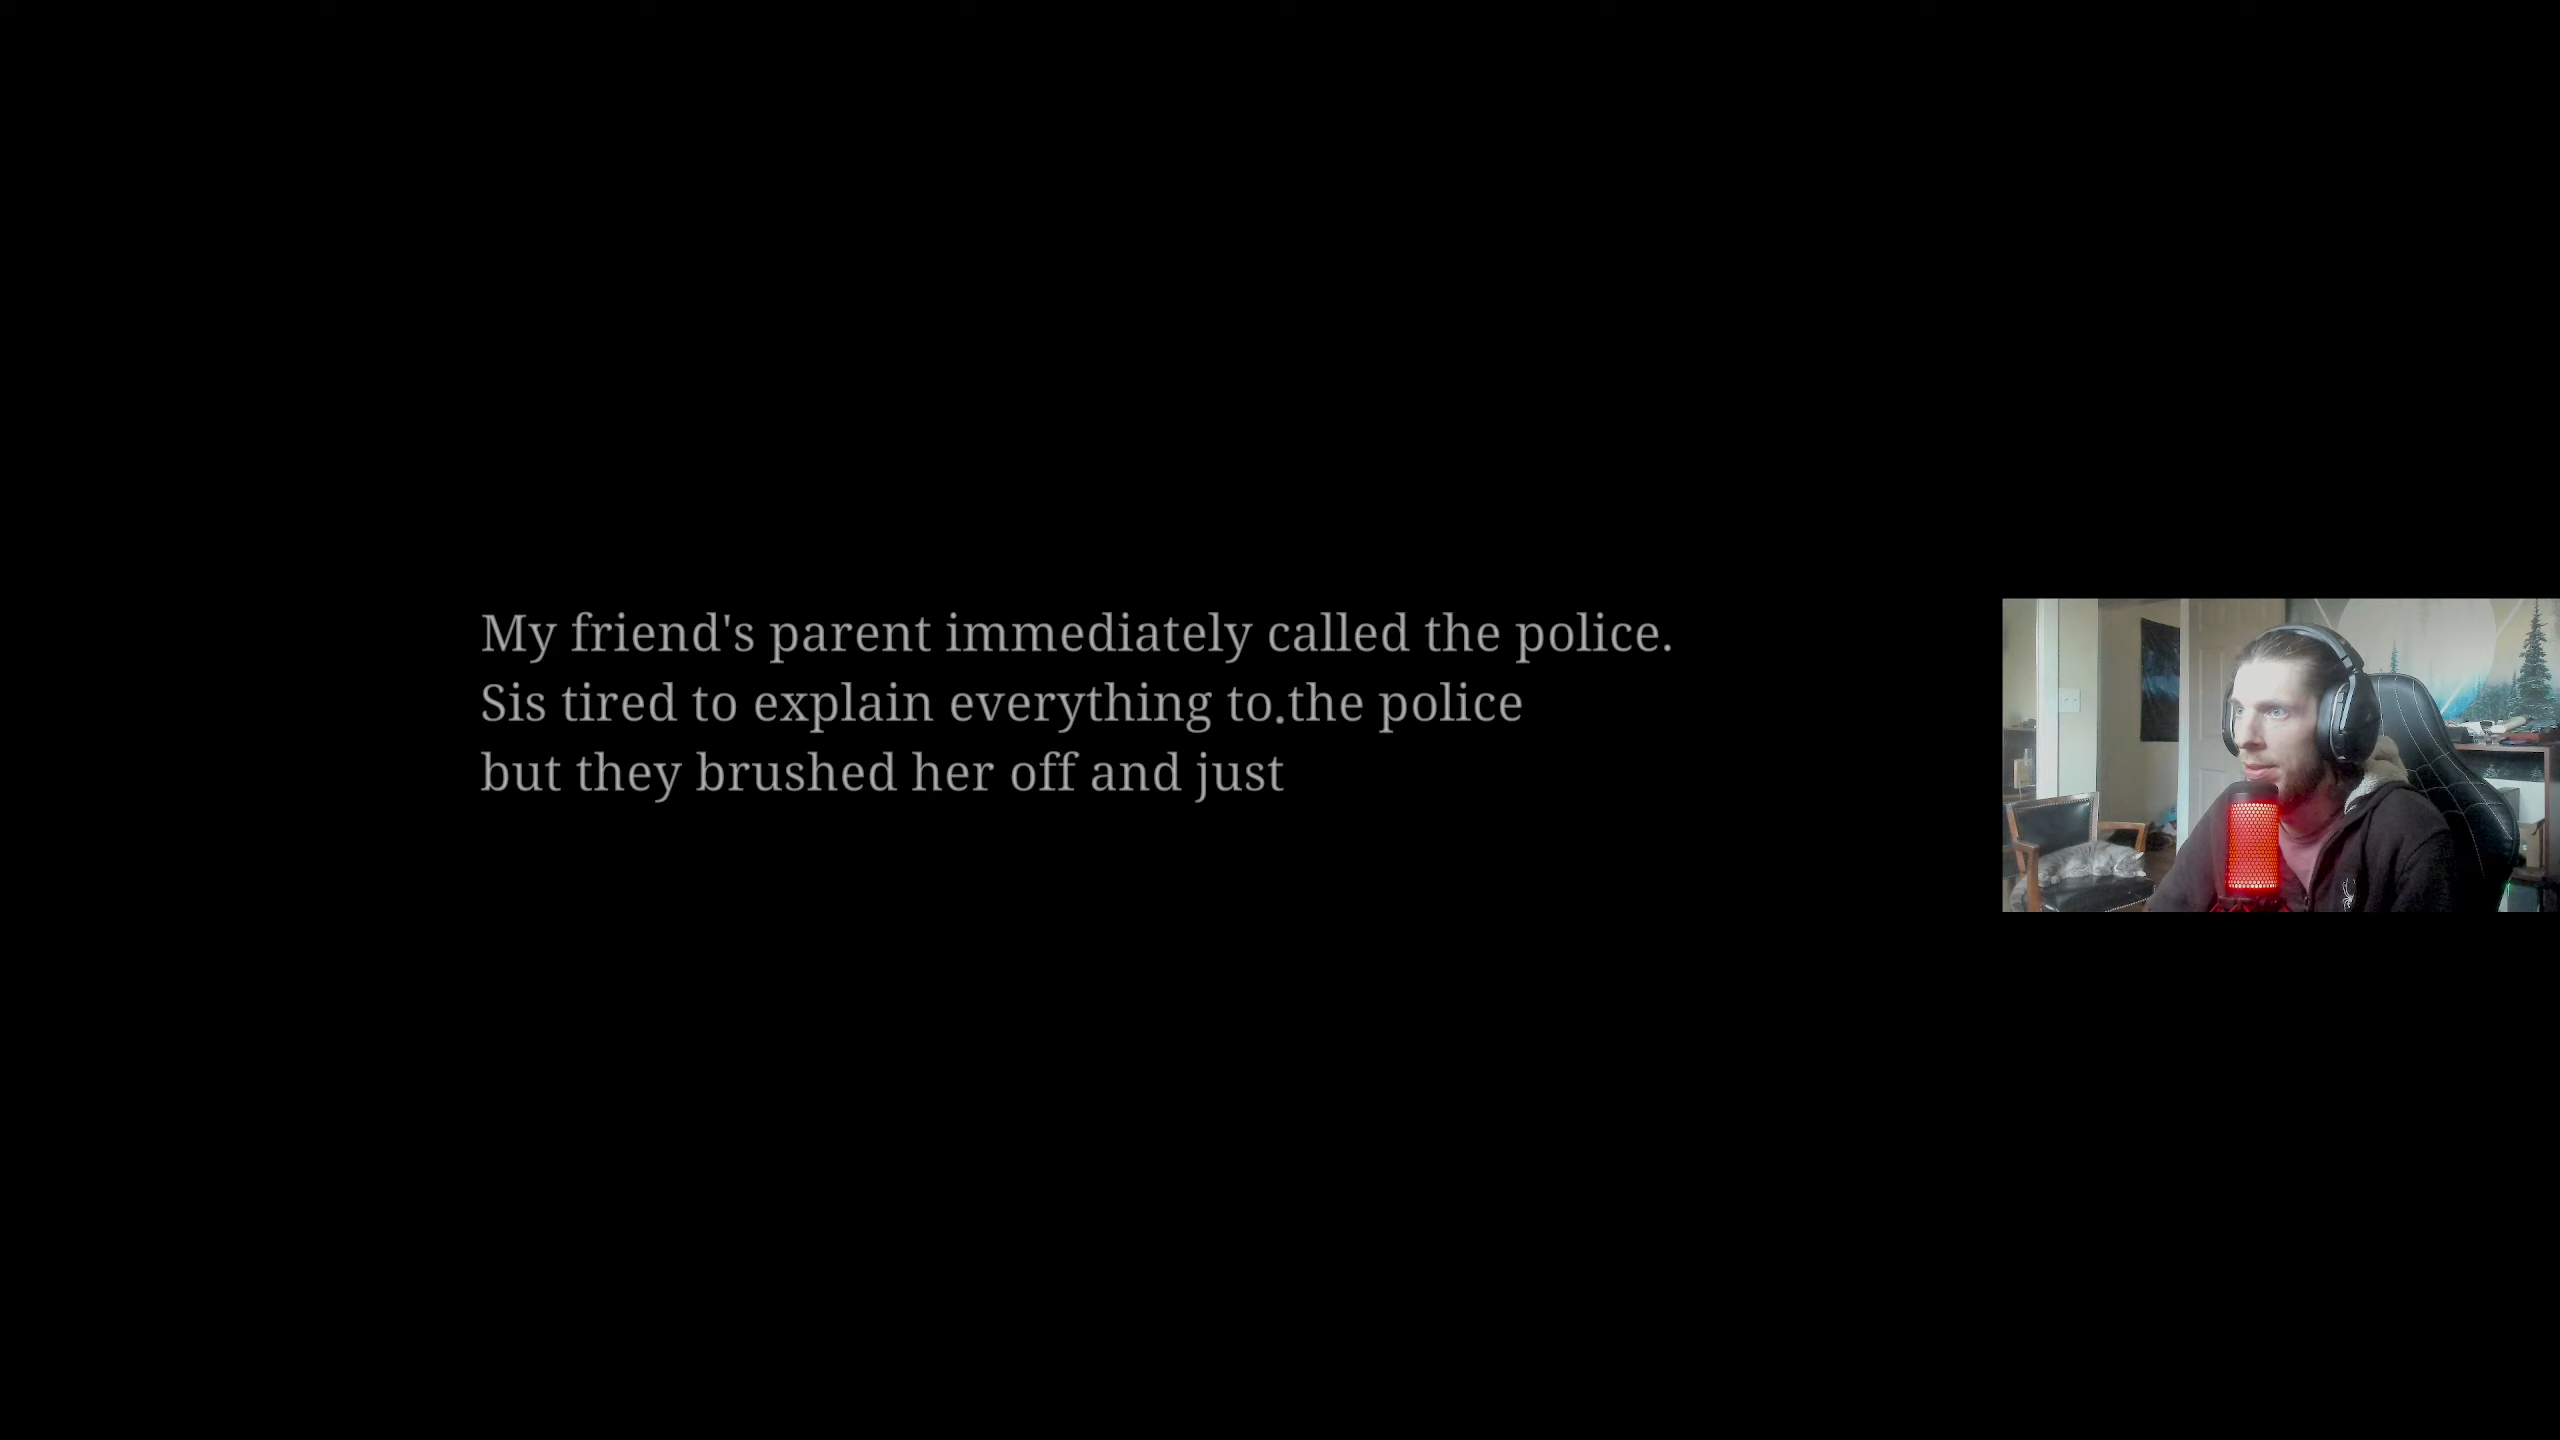 My friend's parent immediately called the police.
Sis tired to explain everything to.the police
but they brushed her off and just